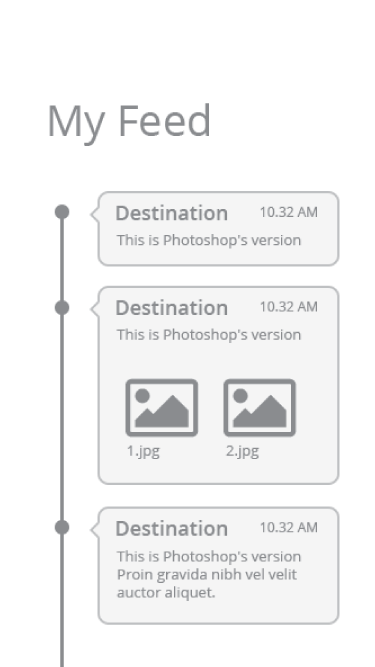 My Feed
Destination 10.32 AM
This is Photoshop's version
Destination 10.32 AM
This is Photoshop's version
1.jpg 2.jpg
Destination 10.32 AM
This is Photoshop's version
Proin gravida nibh vel velit
auctor aliquet.